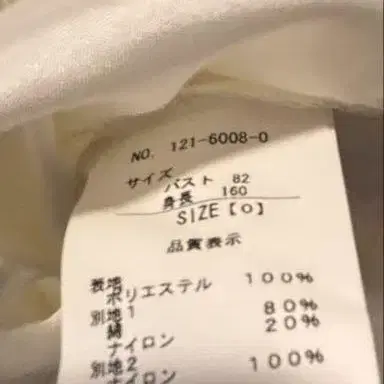 NO. 121-6008-0
サイズ
バスト 82
身長 160
SIZE【O】
品質表示
表地
ポリエステル 100%
別地1
綿 80%
ナイロン 20%
別地2
ナイロン 100%